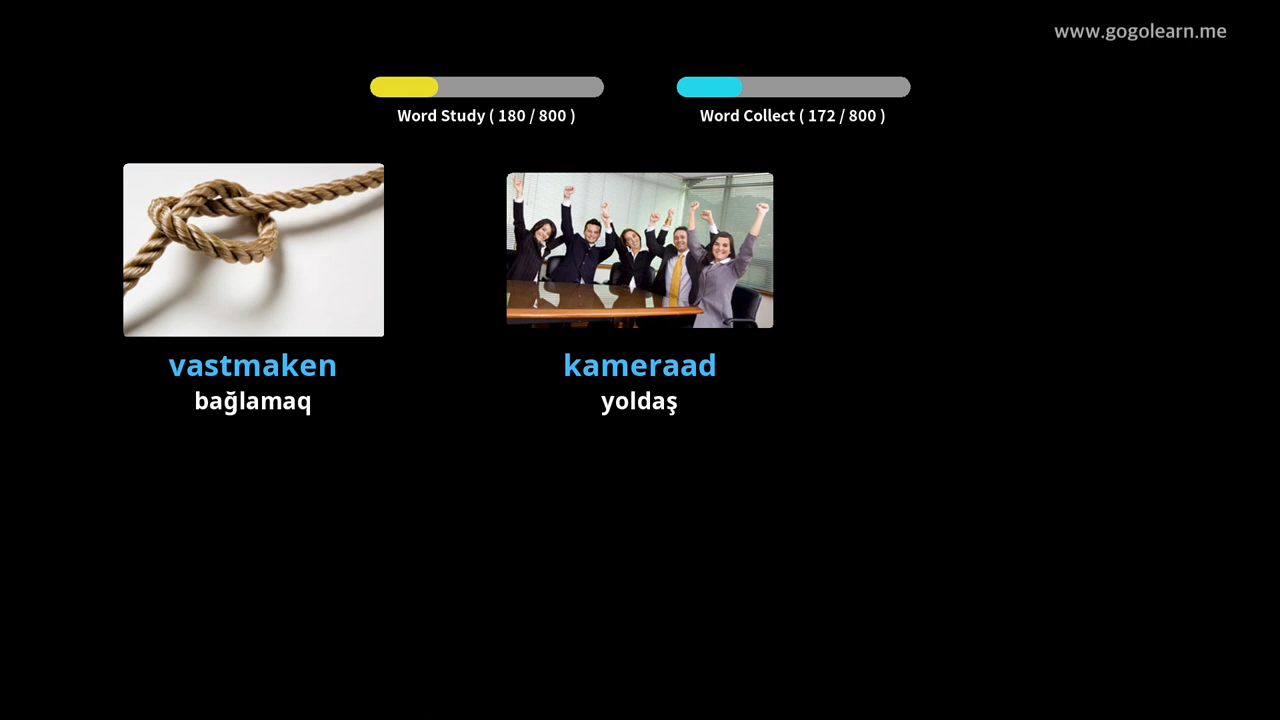 www.gogolearn.me
Word Study ( 180 / 800 )
Word Collect ( 172 / 800 )
vastmaken
bağlamaq
kameraad
yoldaş